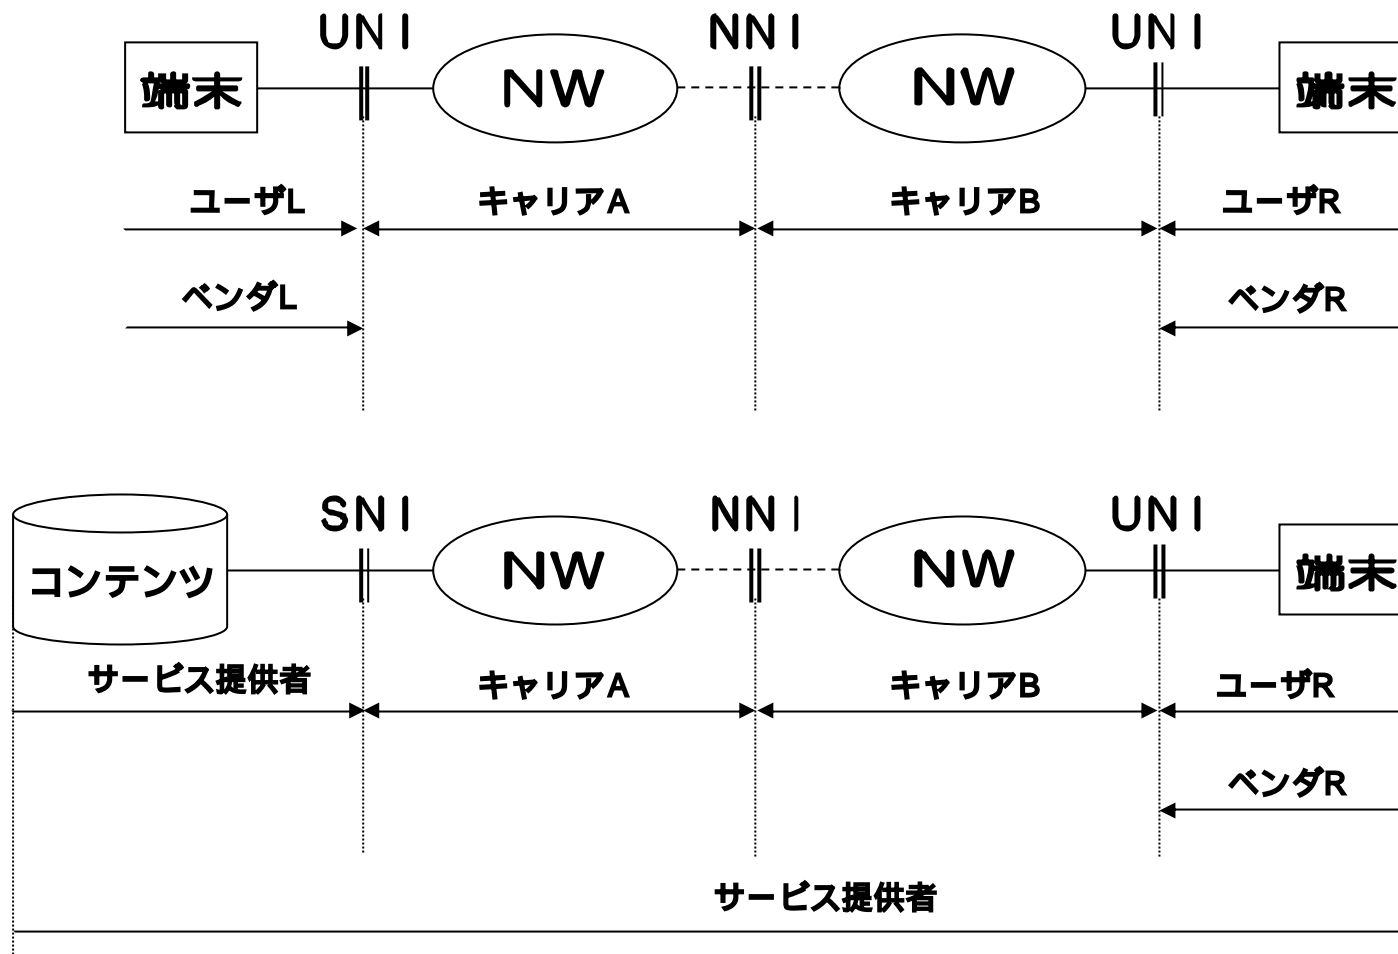 UNI NNI UNI
端末 NW NW 端末
ユーザL キャリアA キャリアB ユーザR
ベンダL ベンダR
SNI NNI UNI
コンテンツ NW NW 端末
サービス提供者 キャリアA キャリアB ユーザR
ベンダR
サービス提供者